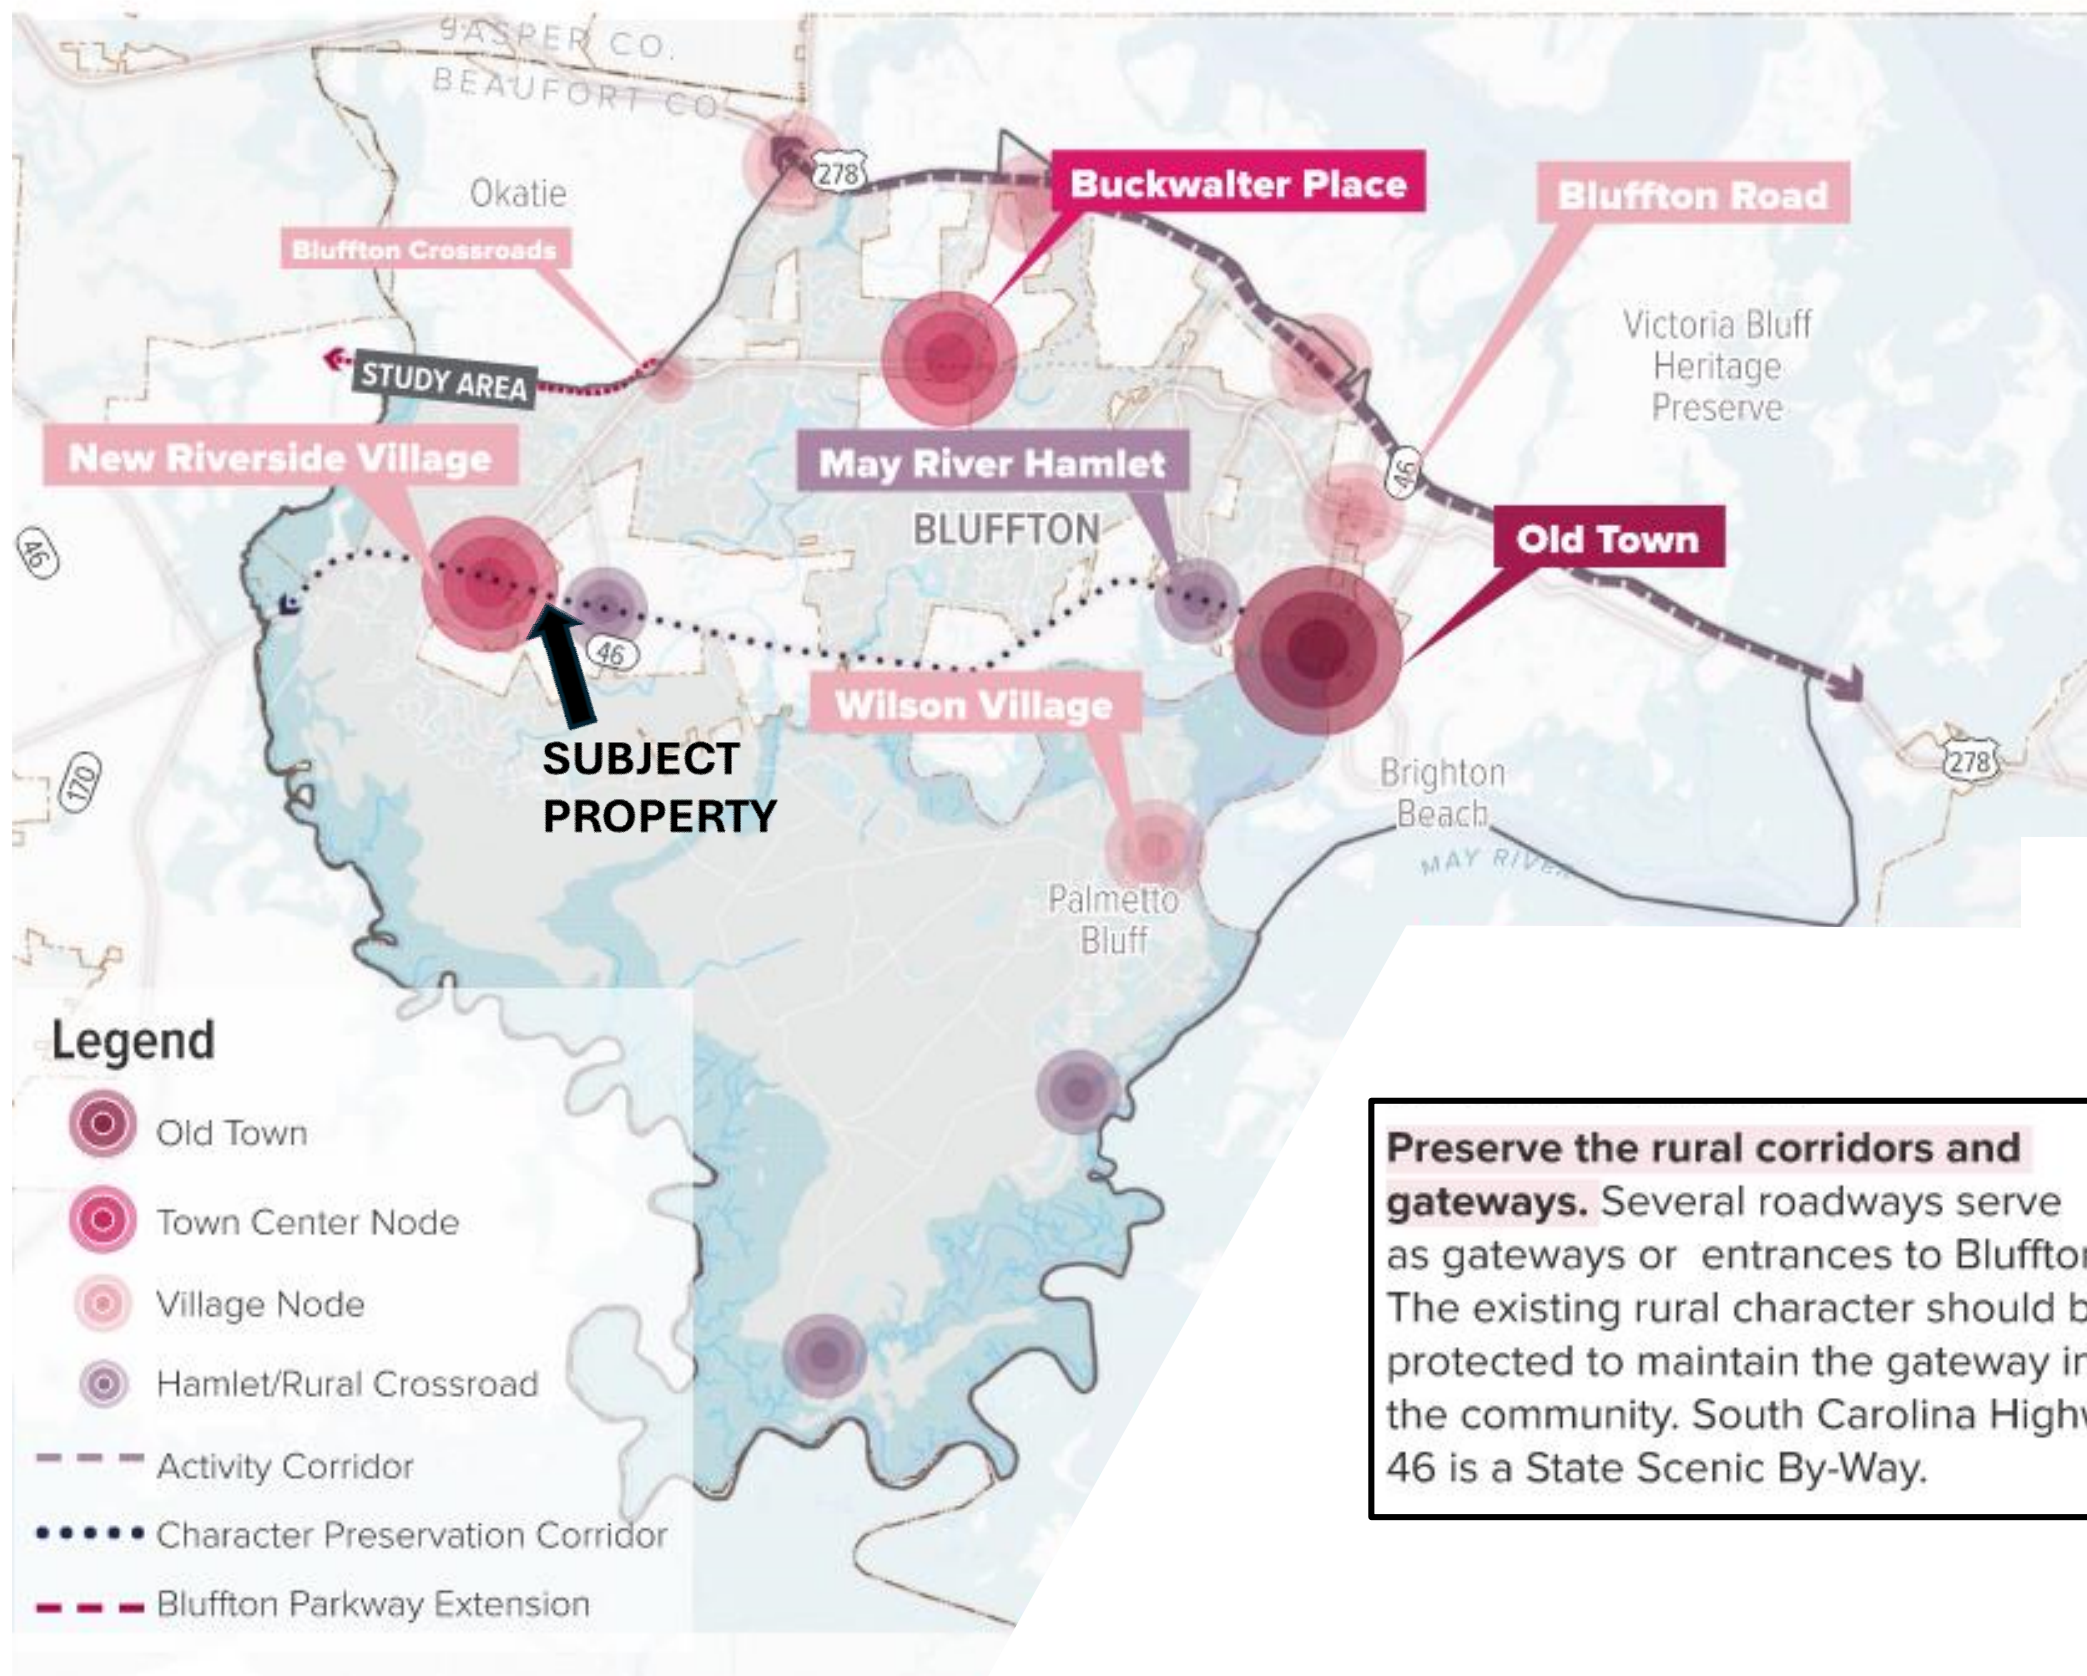 JASPER CO.
BEAUFORT CO
278
Buckwalter Place
Bluffton Road
Okatie
Bluffton Crossroads
Victoria Bluff
Heritage
Preserve
STUDY AREA
New Riverside Village
May River Hamlet
46
BLUFFTON
Old Town
46
46
Wilson Village
SUBJECT
PROPERTY
170
278
Brighton
Beach
MAY RIVER
Palmetto
Bluff
Legend
Old Town
Town Center Node
Village Node
Hamlet/Rural Crossroad
Activity Corridor
Character Preservation Corridor
Bluffton Parkway Extension
Preserve the rural corridors and
gateways. Several roadways serve
as gateways or entrances to Bluffton
The existing rural character should b
protected to maintain the gateway in
the community. South Carolina Highw
46 is a State Scenic By-Way.